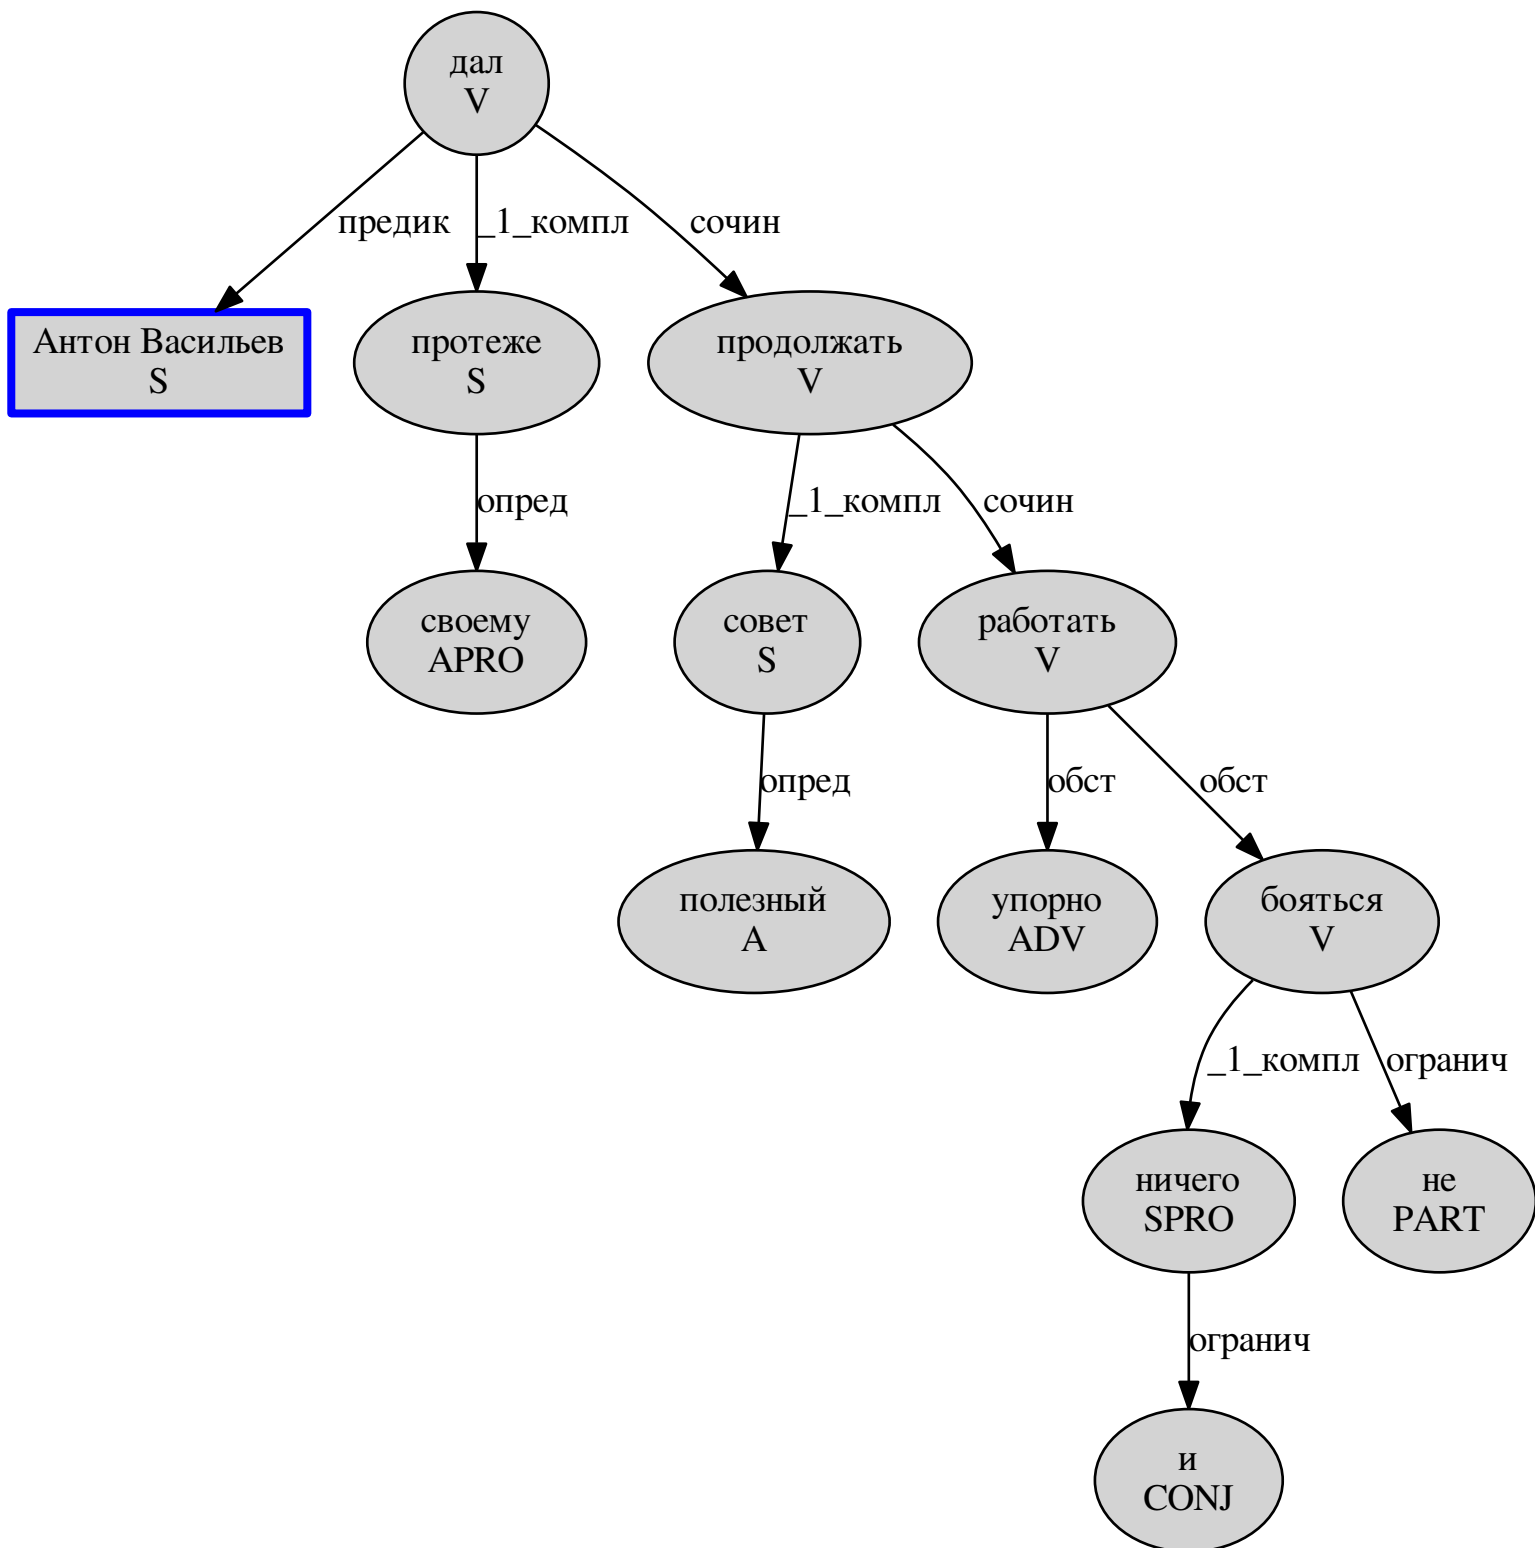 дал
V
предик
_1_компл
сочин
Антон Васильев
S
протеже
S
продолжать
V
опред
_1_компл
сочин
своему
APRO
совет
S
работать
V
опред
обст
обст
полезный
A
упорно
ADV
бояться
V
_1_компл
огранич
ничего
SPRO
не
PART
огранич
и
CONJ